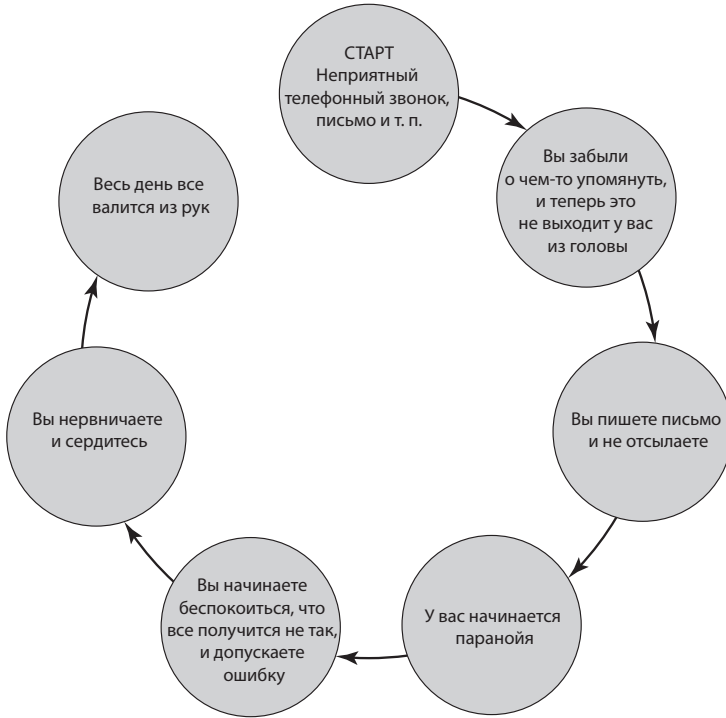 СТАРТ
Неприятный
телефонный звонок,
письмо и т. п.
Вы забыли
о чем-то упомянуть,
и теперь это
не выходит у вас
из головы
Вы пишете письмо
и не отсылаете
У вас начинается
паранойя
Вы начинаете
беспокоиться, что
все получится не так,
и допускаете
ошибку
Вы нервничаете
и сердитесь
Весь день все
валится из рук